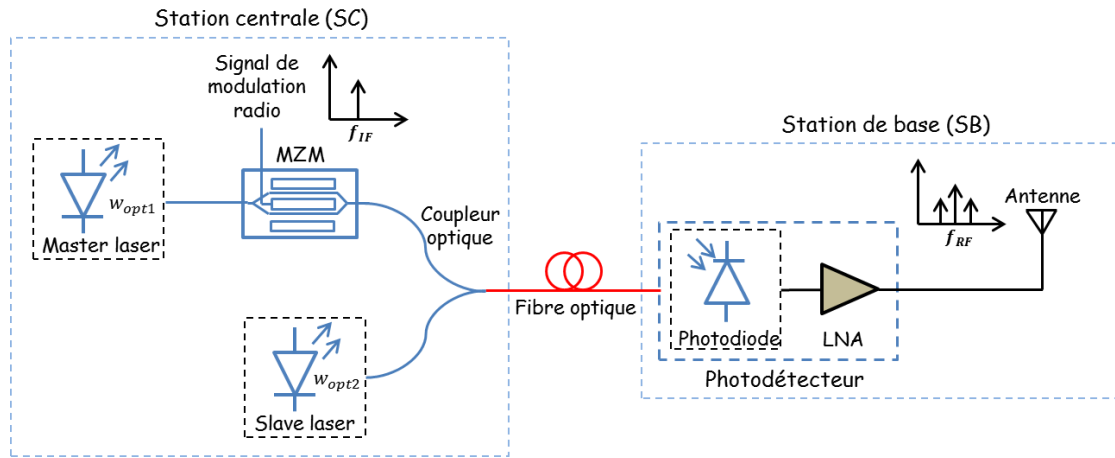 Station centrale (SC)
Signal de
modulation
radio
f_IF
MZM
w_opt1
Master laser
Coupleur
optique
w_opt2
Slave laser
Fibre optique
Station de base (SB)
f_RF
Antenne
Photodiode
LNA
Photodétecteur